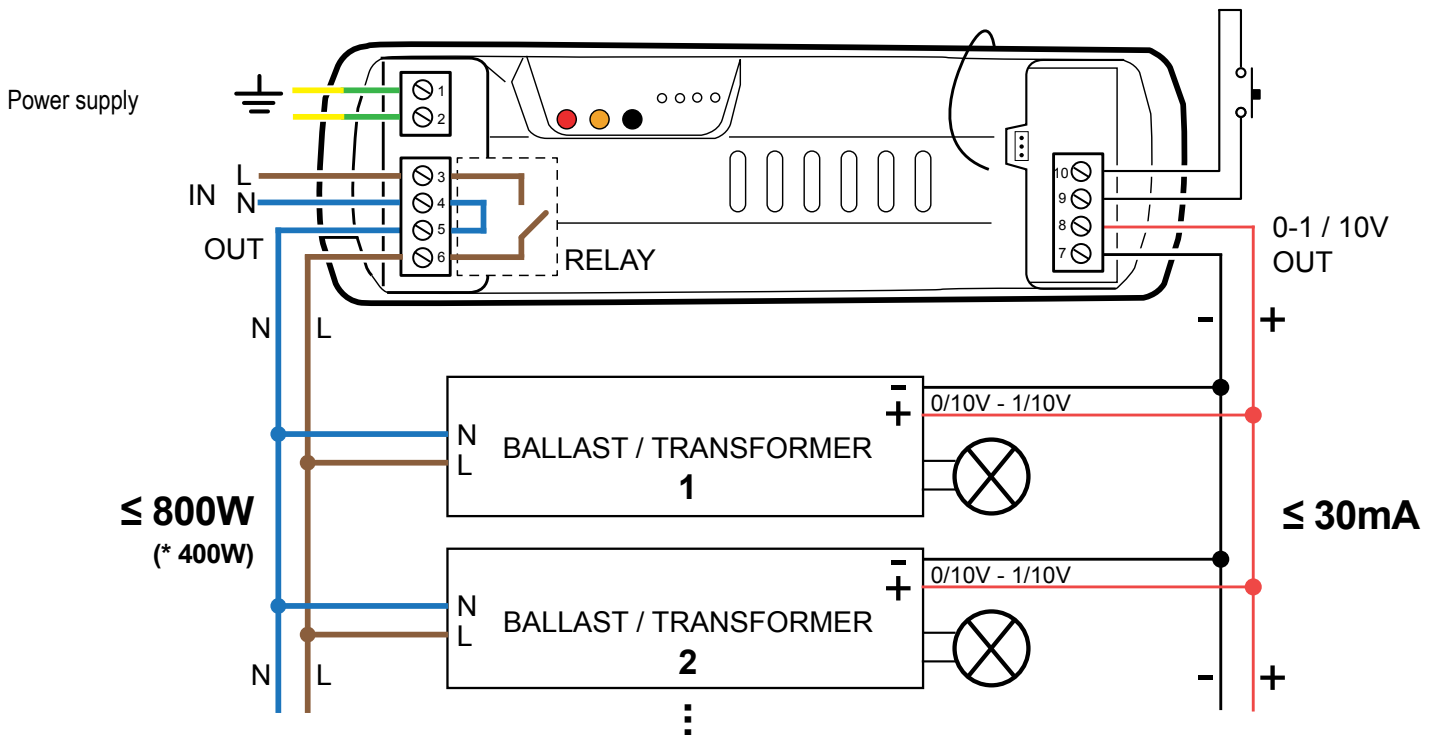 Power supply
1
2
IN
L
N
3
4
OUT
5
6
RELAY
10
9
8
7
0-1 / 10V
OUT
N
L
-
+
-
+
0/10V - 1/10V
N
L
BALLAST / TRANSFORMER
1
≤ 800W
(* 400W)
≤ 30mA
-
+
0/10V - 1/10V
N
L
BALLAST / TRANSFORMER
2
N
L
-
+
⋮